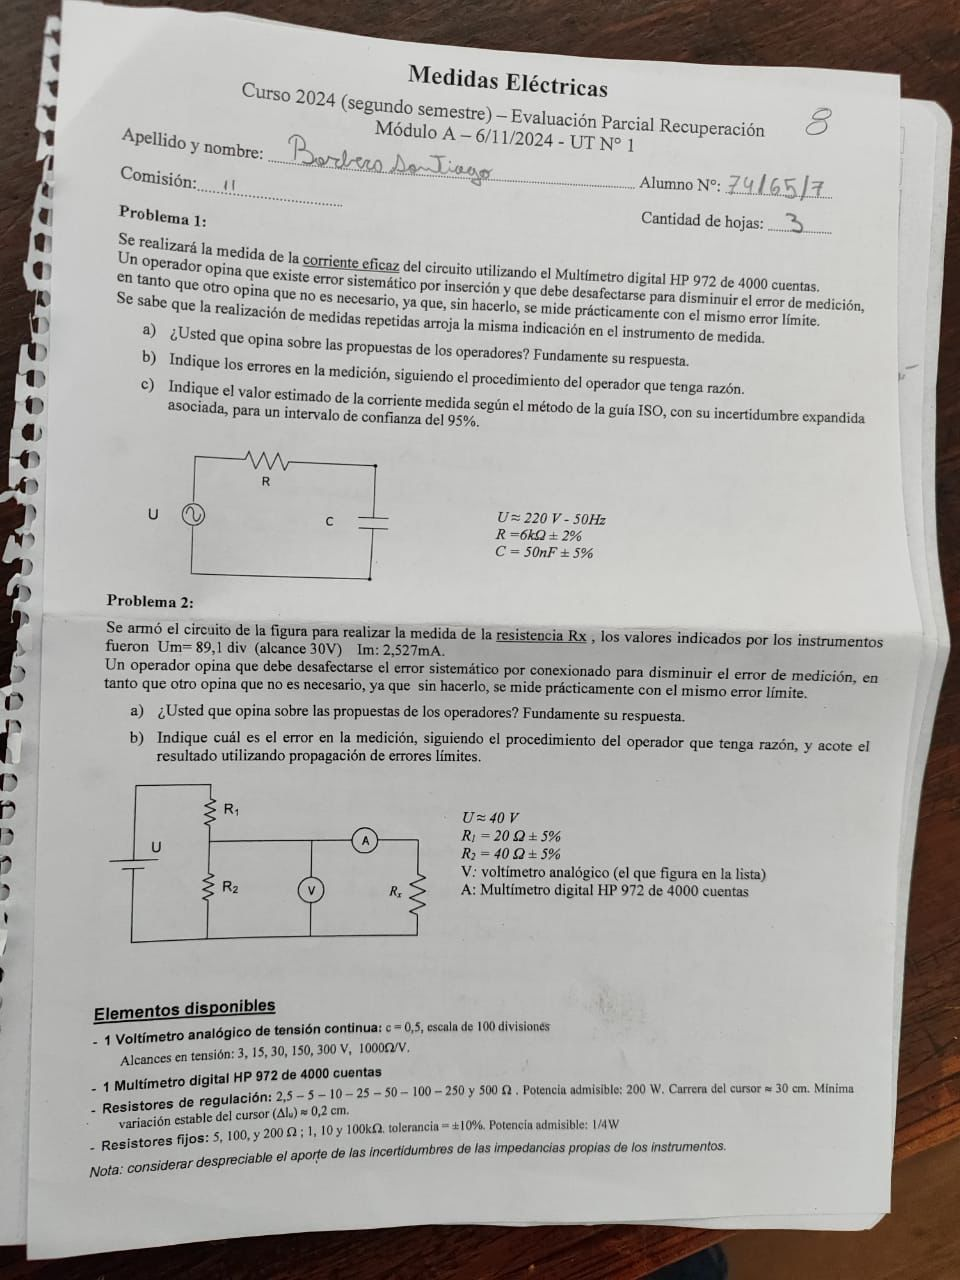 Medidas Eléctricas
Curso 2024 (segundo semestre) – Evaluación Parcial Recuperación
8
Módulo A – 6/11/2024 - UT N° 1
Apellido y nombre: Barbero Santiago
Alumno N°: 74165/7
Comisión: 11
Cantidad de hojas: 3
Problema 1:
Se realizará la medida de la corriente eficaz del circuito utilizando el Multímetro digital HP 972 de 4000 cuentas.
Un operador opina que existe error sistemático por inserción y que debe desafectarse para disminuir el error de medición,
en tanto que otro opina que no es necesario, ya que, sin hacerlo, se mide prácticamente con el mismo error límite.
Se sabe que la realización de medidas repetidas arroja la misma indicación en el instrumento de medida.
a) ¿Usted que opina sobre las propuestas de los operadores? Fundamente su respuesta.
b) Indique los errores en la medición, siguiendo el procedimiento del operador que tenga razón.
c) Indique el valor estimado de la corriente medida según el método de la guía ISO, con su incertidumbre expandida
asociada, para un intervalo de confianza del 95%.
R
U
C
U ≈ 220 V - 50Hz
R =6kΩ ± 2%
C = 50nF ± 5%
Problema 2:
Se armó el circuito de la figura para realizar la medida de la resistencia Rx , los valores indicados por los instrumentos
fueron Um= 89,1 div (alcance 30V) Im: 2,527mA.
Un operador opina que debe desafectarse el error sistemático por conexionado para disminuir el error de medición, en
tanto que otro opina que no es necesario, ya que sin hacerlo, se mide prácticamente con el mismo error límite.
a) ¿Usted que opina sobre las propuestas de los operadores? Fundamente su respuesta.
b) Indique cuál es el error en la medición, siguiendo el procedimiento del operador que tenga razón, y acote el
resultado utilizando propagación de errores límites.
R1
U
A
R2
V
Rx
U ≈ 40 V
R1 = 20 Ω ± 5%
R2 = 40 Ω ± 5%
V: voltímetro analógico (el que figura en la lista)
A: Multímetro digital HP 972 de 4000 cuentas
Elementos disponibles
- 1 Voltímetro analógico de tensión continua: c = 0,5, escala de 100 divisiones
Alcances en tensión: 3, 15, 30, 150, 300 V, 1000Ω/V.
- 1 Multímetro digital HP 972 de 4000 cuentas
- Resistores de regulación: 2,5 – 5 – 10 – 25 – 50 – 100 – 250 y 500 Ω . Potencia admisible: 200 W. Carrera del cursor ≈ 30 cm. Mínima
variación estable del cursor (Δlu) ≈ 0,2 cm.
- Resistores fijos: 5, 100, y 200 Ω ; 1, 10 y 100kΩ. tolerancia = ±10%. Potencia admisible: 1/4W
Nota: considerar despreciable el aporte de las incertidumbres de las impedancias propias de los instrumentos.